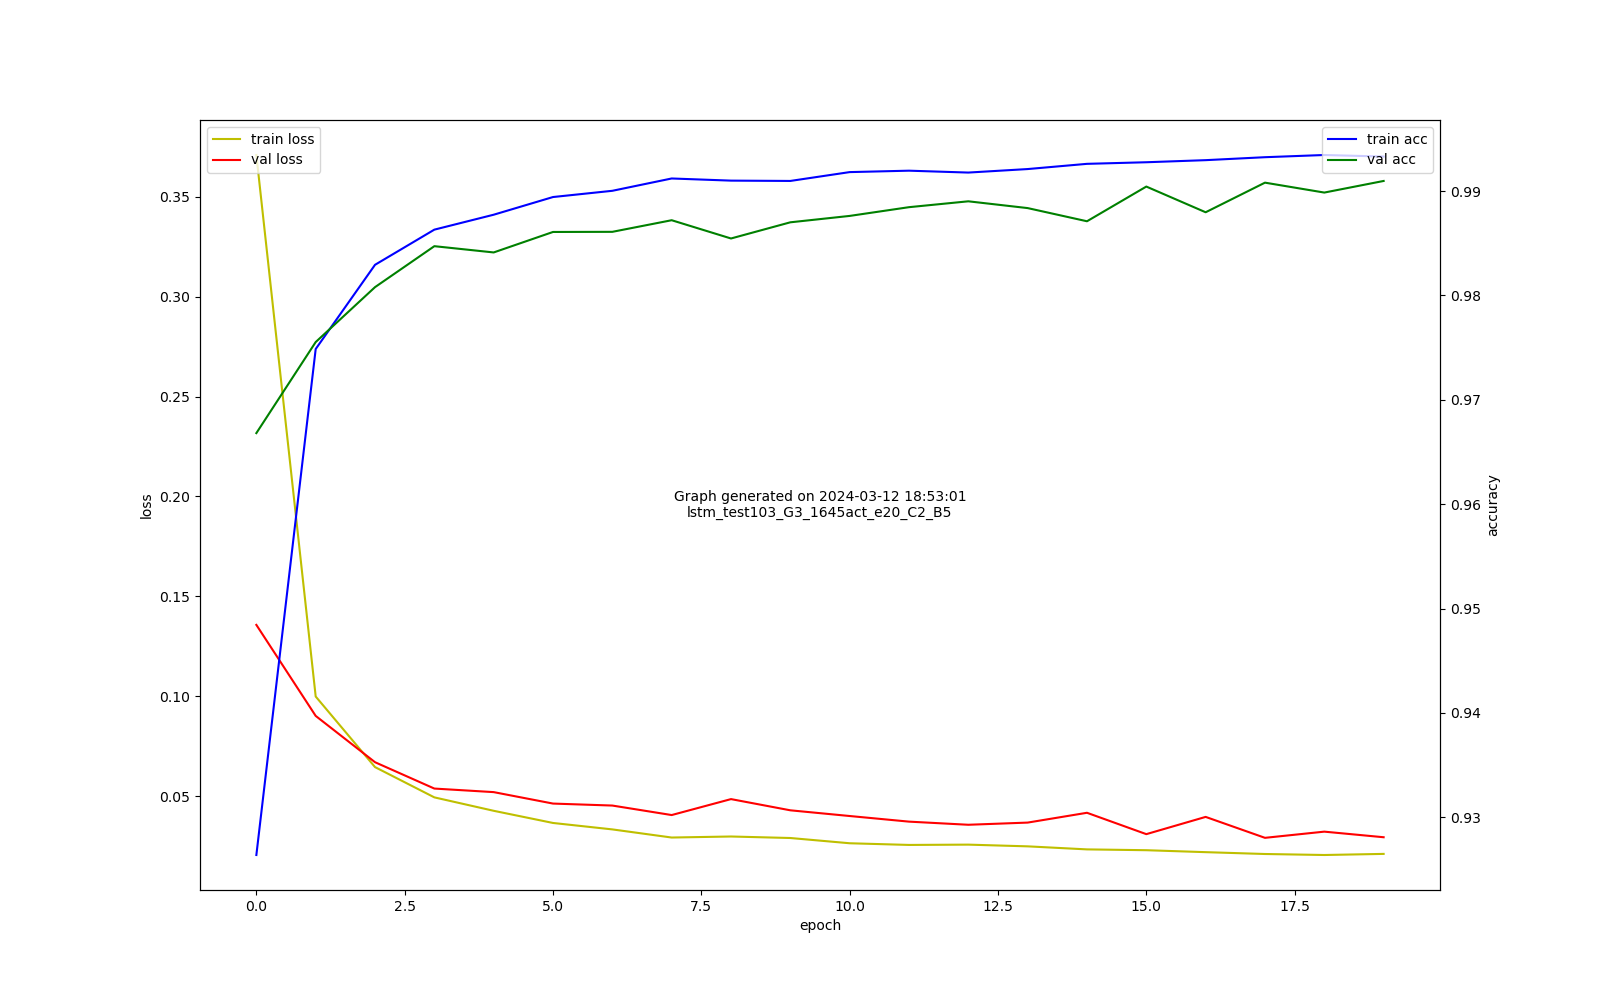 train loss
val loss
train acc
val acc
0.35
0.30
0.25
0.20
0.15
0.10
0.05
loss
0.99
0.98
0.97
0.96
0.95
0.94
0.93
accuracy
Graph generated on 2024-03-12 18:53:01
lstm_test103_G3_1645act_e20_C2_B5
0.0 2.5 5.0 7.5 10.0 12.5 15.0 17.5
epoch